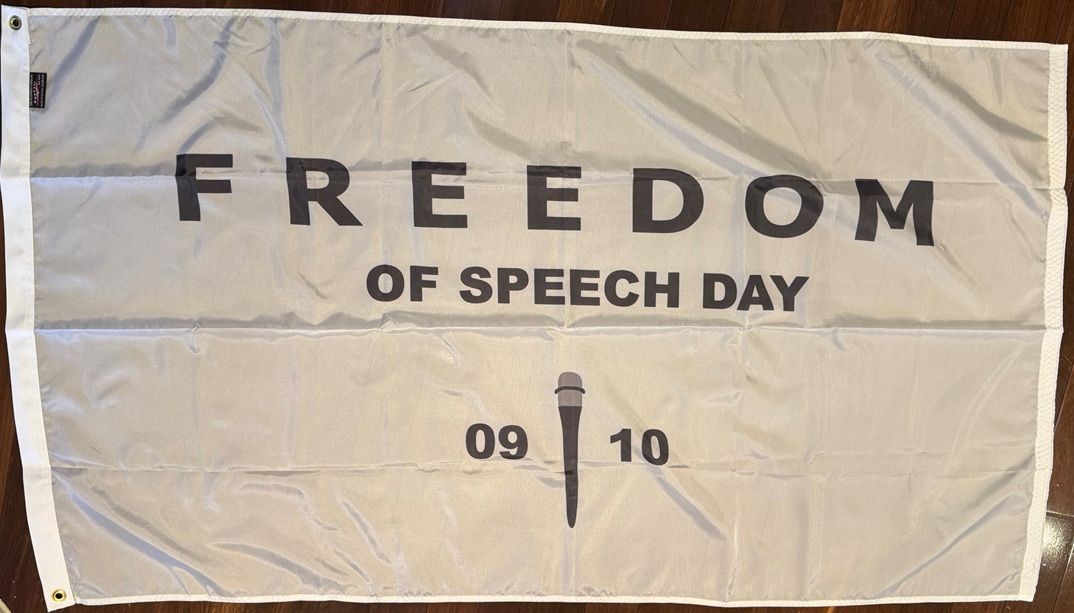 FREEDOM
OF SPEECH DAY
09 10